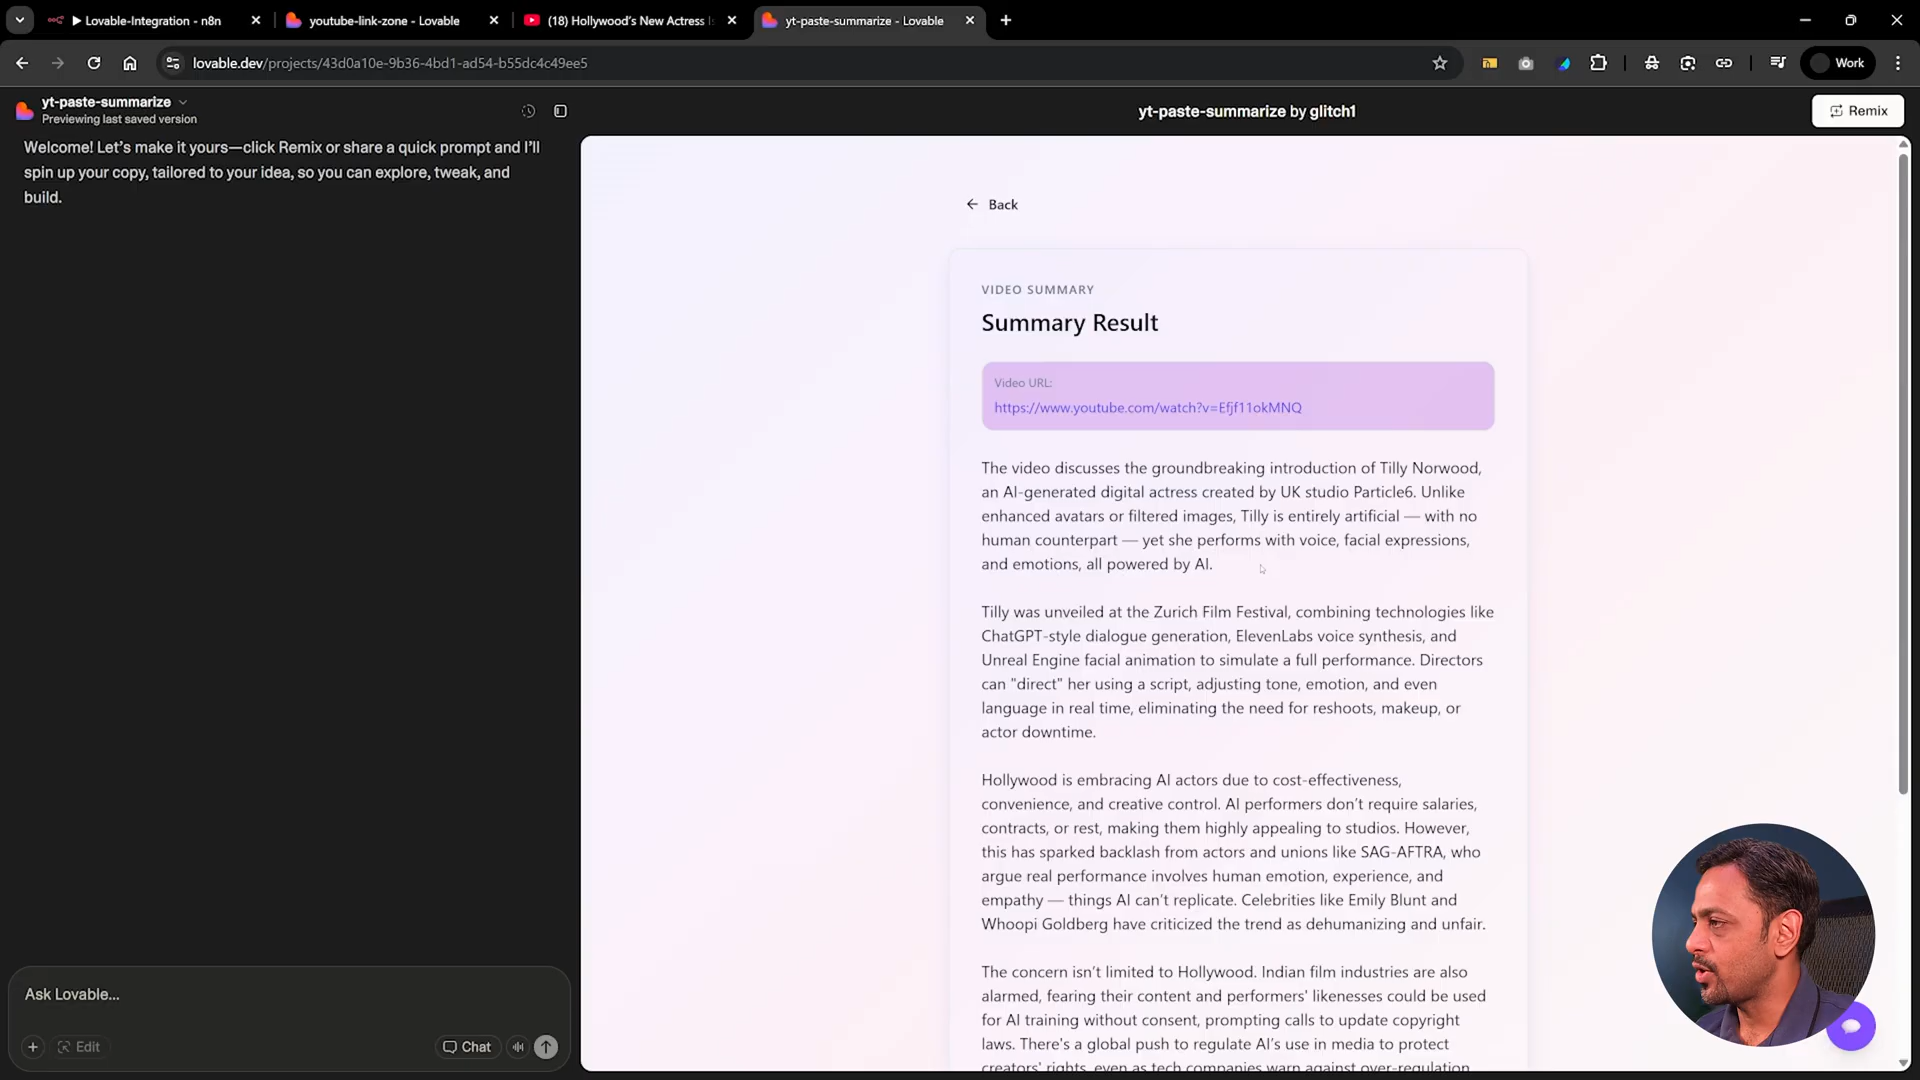 Lovable-Integration - n8n
youtube-link-zone - Lovable
(18) Hollywood's New Actress
yt-paste-summarize - Lovable
lovable.dev/projects/43d0a10e-9b36-4bd1-ad54-b55dc4c49ee5
Work
yt-paste-summarize
Previewing last saved version
yt-paste-summarize by glitch1
Remix
Welcome! Let's make it yours—click Remix or share a quick prompt and I'll
spin up your copy, tailored to your idea, so you can explore, tweak, and
build.
Back
VIDEO SUMMARY
Summary Result
Video URL:
https://www.youtube.com/watch?v=Efjf11okMNQ
The video discusses the groundbreaking introduction of Tilly Norwood,
an AI-generated digital actress created by UK studio Particle6. Unlike
enhanced avatars or filtered images, Tilly is entirely artificial — with no
human counterpart — yet she performs with voice, facial expressions,
and emotions, all powered by AI.
Tilly was unveiled at the Zurich Film Festival, combining technologies like
ChatGPT-style dialogue generation, ElevenLabs voice synthesis, and
Unreal Engine facial animation to simulate a full performance. Directors
can "direct" her using a script, adjusting tone, emotion, and even
language in real time, eliminating the need for reshoots, makeup, or
actor downtime.
Hollywood is embracing AI actors due to cost-effectiveness,
convenience, and creative control. AI performers don't require salaries,
contracts, or rest, making them highly appealing to studios. However,
this has sparked backlash from actors and unions like SAG-AFTRA, who
argue real performance involves human emotion, experience, and
empathy — things AI can't replicate. Celebrities like Emily Blunt and
Whoopi Goldberg have criticized the trend as dehumanizing and unfair.
The concern isn't limited to Hollywood. Indian film industries are also
alarmed, fearing their content and performers' likenesses could be used
for AI training without consent, prompting calls to update copyright
laws. There's a global push to regulate AI's use in media to protect
creators' rights, even as tech companies warn against over-regulation
Ask Lovable...
Edit
Chat